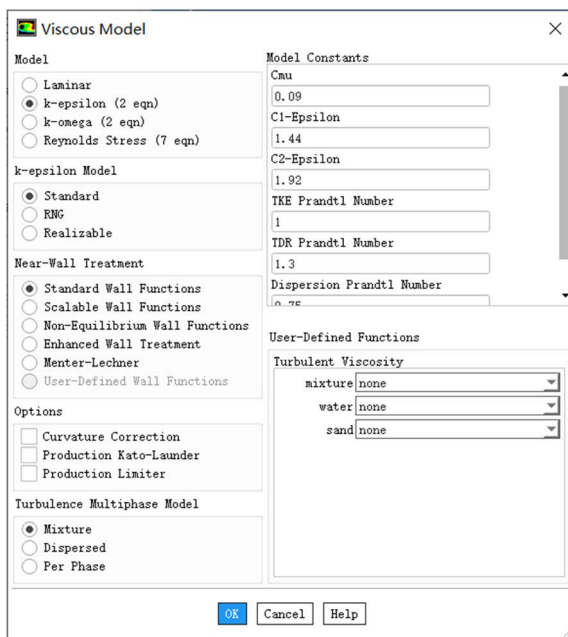 Viscous Model
Model
Laminar
k-epsilon (2 eqn)
k-omega (2 eqn)
Reynolds Stress (7 eqn)
k-epsilon Model
Standard
RNG
Realizable
Near-Wall Treatment
Standard Wall Functions
Scalable Wall Functions
Non-Equilibrium Wall Functions
Enhanced Wall Treatment
Menter-Lechner
User-Defined Wall Functions
Options
Curvature Correction
Production Kato-Launder
Production Limiter
Turbulence Multiphase Model
Mixture
Dispersed
Per Phase
Model Constants
Cmu
0.09
C1-Epsilon
1.44
C2-Epsilon
1.92
TKE Prandtl Number
1
TDR Prandtl Number
1.3
Dispersion Prandtl Number
0.75
User-Defined Functions
Turbulent Viscosity
mixture none
water none
sand none
OK Cancel Help